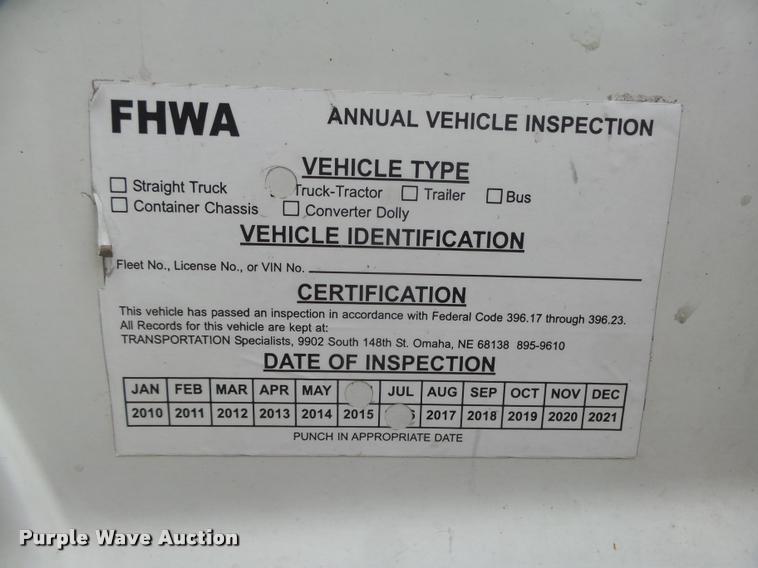 FHWA ANNUAL VEHICLE INSPECTION
VEHICLE TYPE
Straight Truck Truck-Tractor Trailer Bus
Container Chassis Converter Dolly
VEHICLE IDENTIFICATION
Fleet No., License No., or VIN No.
CERTIFICATION
This vehicle has passed an inspection in accordance with Federal Code 396.17 through 396.23.
All Records for this vehicle are kept at:
TRANSPORTATION Specialists, 9902 South 148th St. Omaha, NE 68138 895-9610
DATE OF INSPECTION
JAN FEB MAR APR MAY JUL AUG SEP OCT NOV DEC
2010 2011 2012 2013 2014 2015 6 2017 2018 2019 2020 2021
PUNCH IN APPROPRIATE DATE
Purple Wave Auction